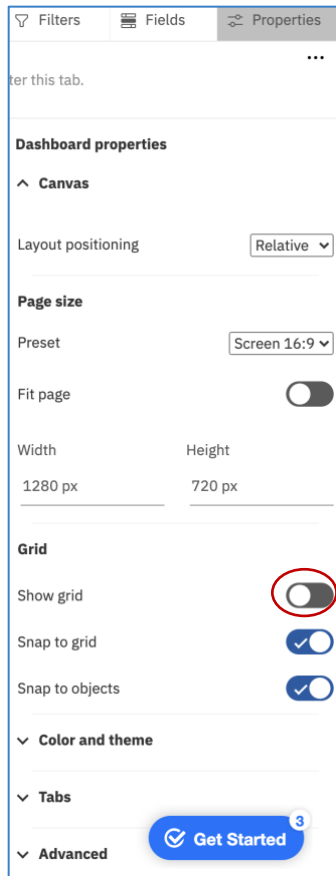 Filters Fields Properties
ter this tab.
Dashboard properties
Canvas
Layout positioning Relative
Page size
Preset Screen 16:9
Fit page
Width Height
1280 px 720 px
Grid
Show grid
Snap to grid
Snap to objects
Color and theme
Tabs
3
Get Started
Advanced